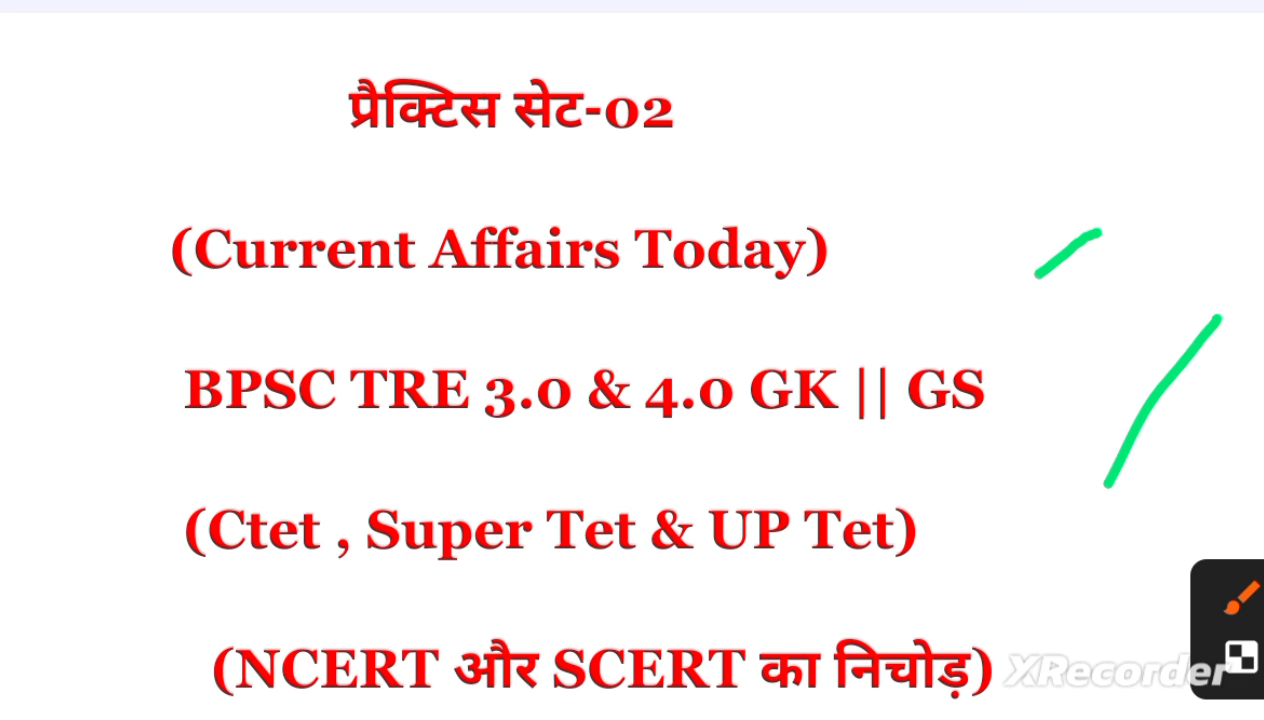 प्रैक्टिस सेट-02
(Current Affairs Today)
BPSC TRE 3.0 & 4.0 GK || GS
(Ctet , Super Tet & UP Tet)
(NCERT और SCERT का निचोड़)
XRecorder